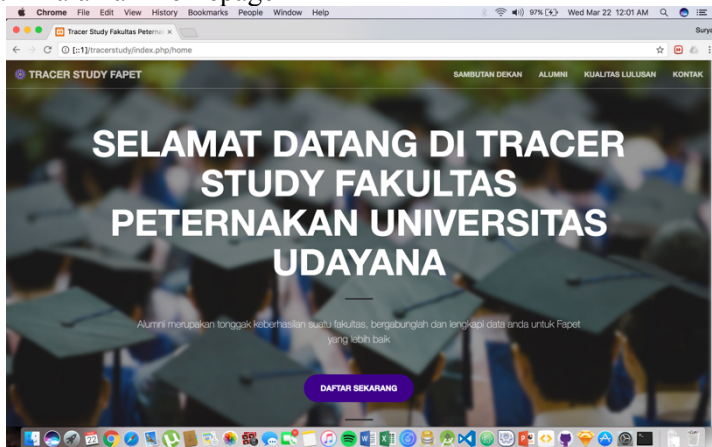 Chrome File Edit View History Bookmarks People Window Help 97% Wed Mar 22 12:01 AM
Tracer Study Fakultas Peternak Surya
[::1]/tracerstudy/index.php/home
TRACER STUDY FAPET SAMBUTAN DEKAN ALUMNI KUALITAS LULUSAN KONTAK
SELAMAT DATANG DI TRACER
STUDY FAKULTAS
PETERNAKAN UNIVERSITAS
UDAYANA
Alumni merupakan tonggak keberhasilan suatu fakultas, bergabunglah dan lengkapi data anda untuk Fapet
yang lebih baik
DAFTAR SEKARANG